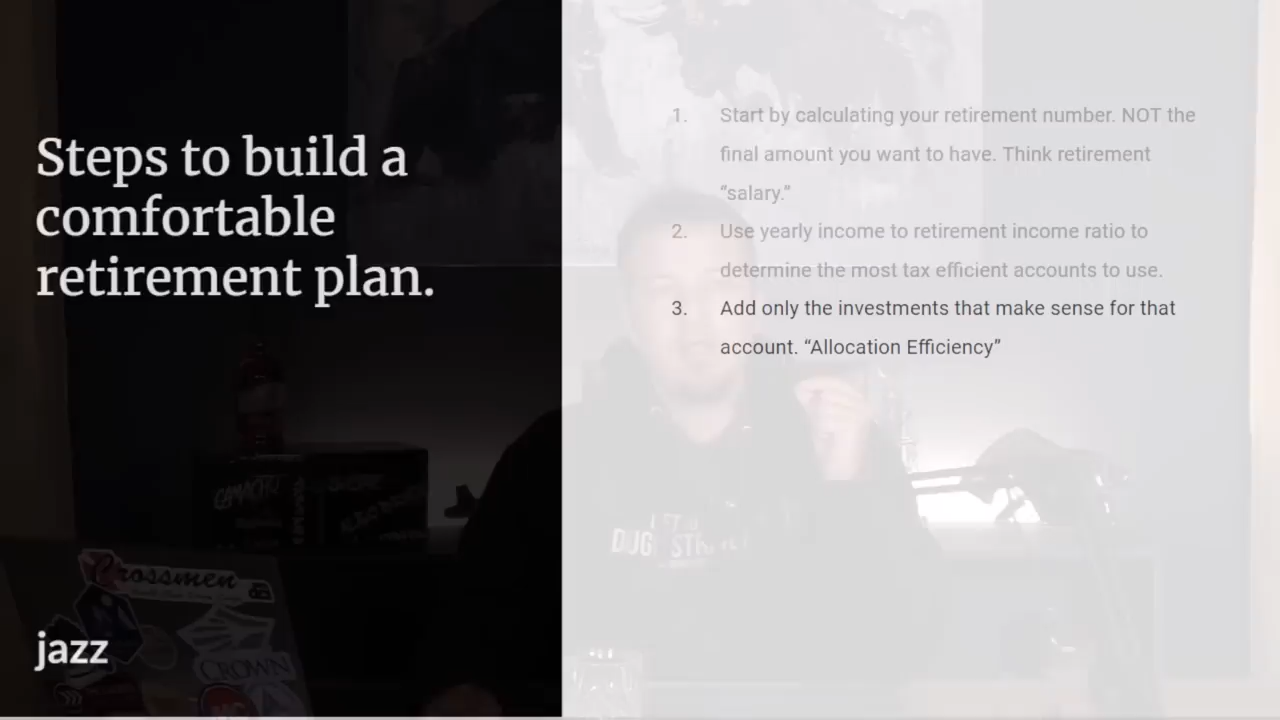 Steps to build a
comfortable
retirement plan.
1. Start by calculating your retirement number. NOT the
final amount you want to have. Think retirement
“salary.”
2. Use yearly income to retirement income ratio to
determine the most tax efficient accounts to use.
3. Add only the investments that make sense for that
account. “Allocation Efficiency”
Crossmen
CROWN
jazz